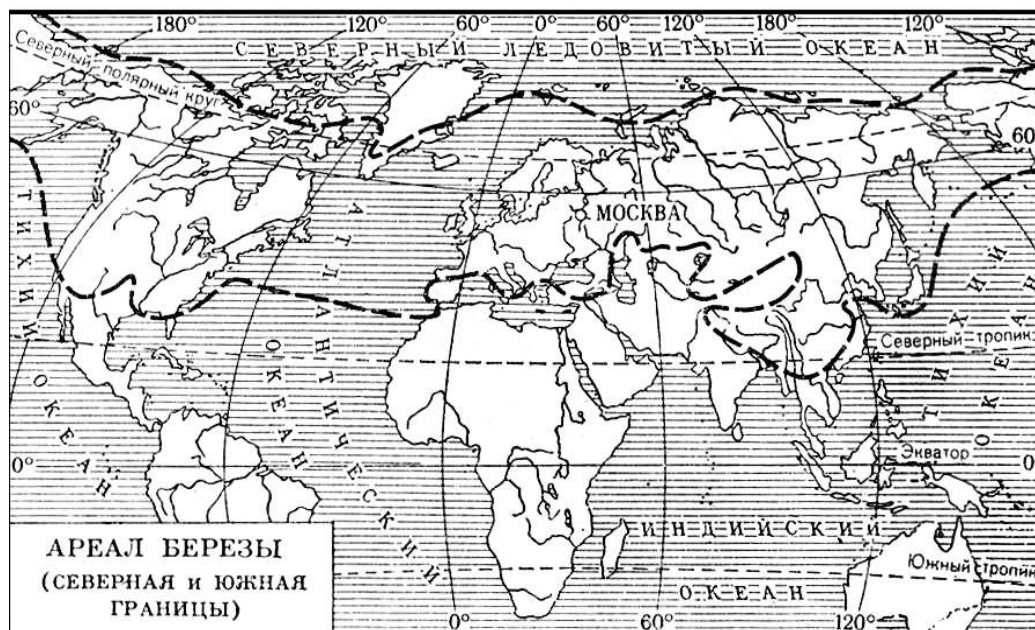 180° 120° 60° 0° 60° 120° 180° 120°
СЕВЕРНЫЙ ЛЕДОВИТЫЙ ОКЕАН
Северный полярный круг
60°
60
МОСКВА
АТЛАНТИЧЕСКИЙ
ОКЕАН
ТИХИЙ
ОКЕАН
ТИХИЙ
ОКЕАН
Северный тропик
Экватор
0°
0
ИНДИЙСКИЙ
ОКЕАН
Южный тропик
АРЕАЛ БЕРЕЗЫ
(СЕВЕРНАЯ и ЮЖНАЯ
ГРАНИЦЫ)
0° 60° 120°